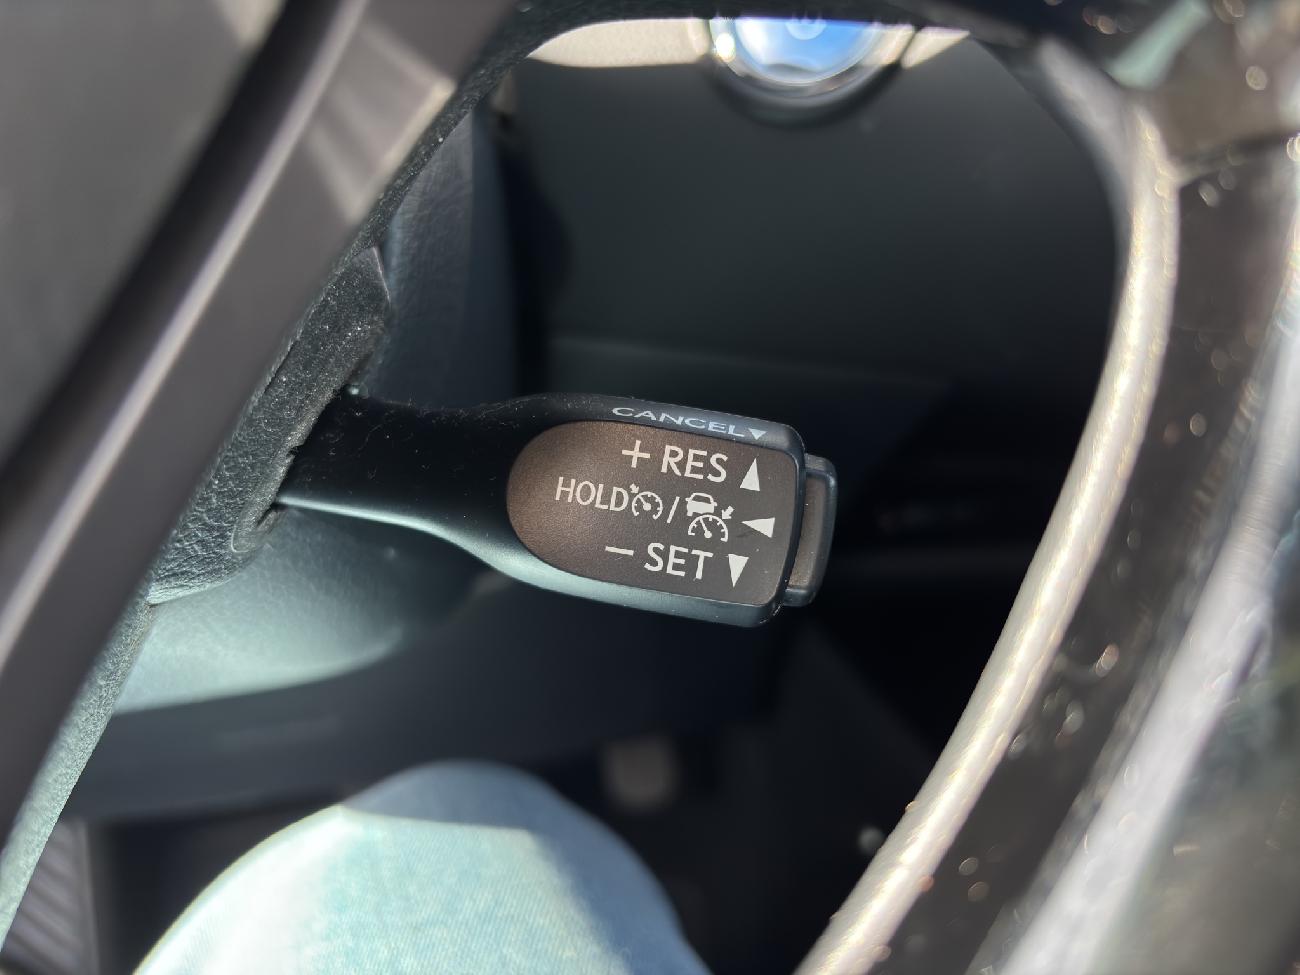 CANCEL▼
+ RES ▲
HOLD / ◀
− SET ▼